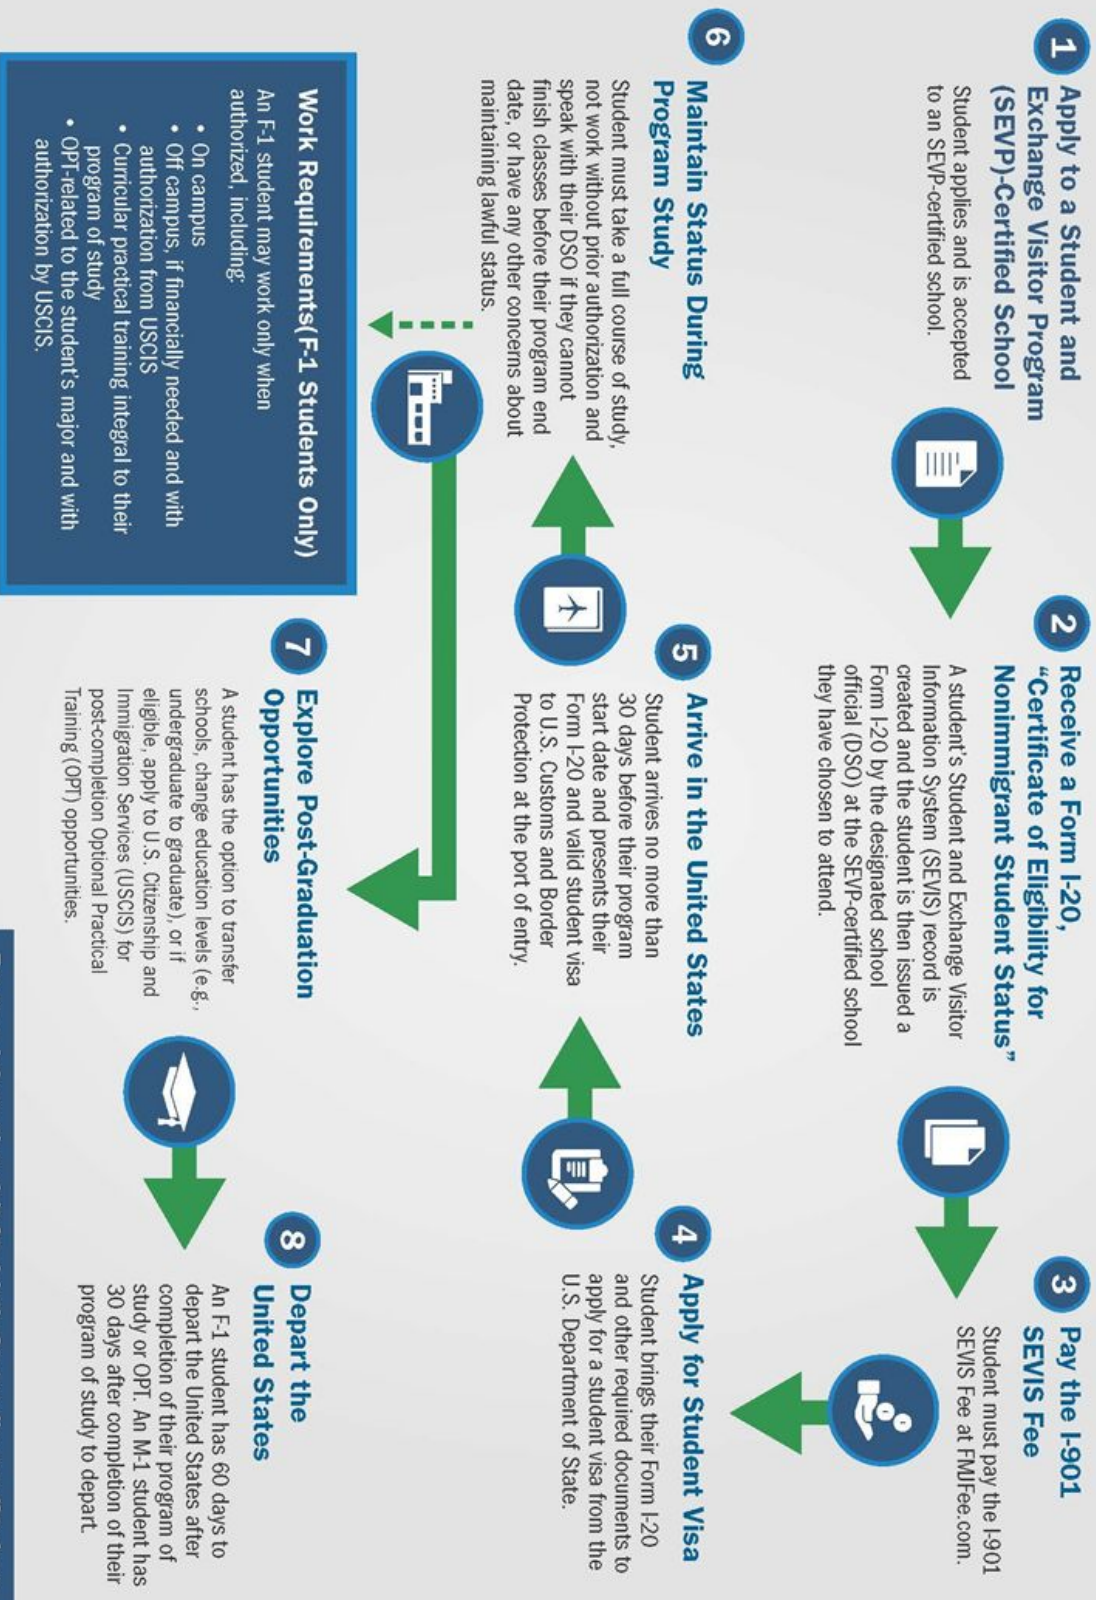 1
Apply to a Student and
Exchange Visitor Program
(SEVP)-Certified School
Student applies and is accepted
to an SEVP-certified school.
2
Receive a Form I-20,
“Certificate of Eligibility for
Nonimmigrant Student Status”
A student's Student and Exchange Visitor
Information System (SEVIS) record is
created and the student is then issued a
Form I-20 by the designated school
official (DSO) at the SEVP-certified school
they have chosen to attend.
3
Pay the I-901
SEVIS Fee
Student must pay the I-901
SEVIS Fee at FMJFee.com.
4
Apply for Student Visa
Student brings their Form I-20
and other required documents to
apply for a student visa from the
U.S. Department of State.
5
Arrive in the United States
Student arrives no more than
30 days before their program
start date and presents their
Form I-20 and valid student visa
to U.S. Customs and Border
Protection at the port of entry.
6
Maintain Status During
Program Study
Student must take a full course of study,
not work without prior authorization and
speak with their DSO if they cannot
finish classes before their program end
date, or have any other concerns about
maintaining lawful status.
Work Requirements(F-1 Students Only)
An F-1 student may work only when
authorized, including:
• On campus
• Off campus, if financially needed and with
authorization from USCIS
• Curricular practical training integral to their
program of study
• OPT-related to the student's major and with
authorization by USCIS.
7
Explore Post-Graduation
Opportunities
A student has the option to transfer
schools, change education levels (e.g.,
undergraduate to graduate), or if
eligible, apply to U.S. Citizenship and
Immigration Services (USCIS) for
post-completion Optional Practical
Training (OPT) opportunities.
8
Depart the
United States
An F-1 student has 60 days to
depart the United States after
completion of their program of
study or OPT. An M-1 student has
30 days after completion of their
program of study to depart.